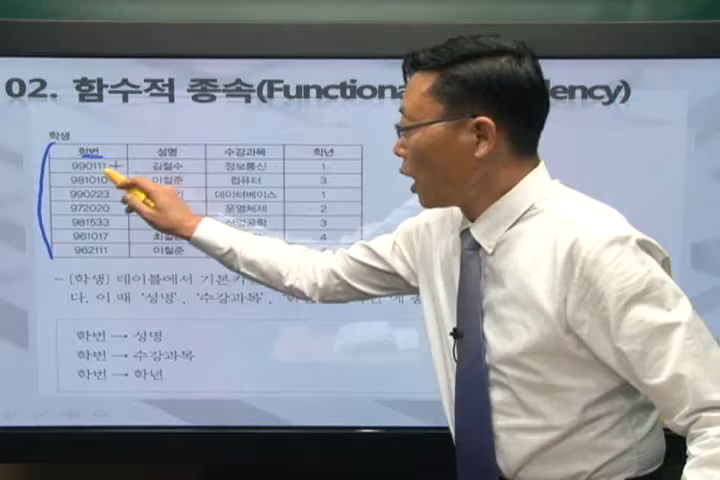 02. 함수적 종속(Functiona ency)
학생
학번 성명 수강과목 학년
990111 김철수 정보통신 1
981010 이철준 컴퓨터 3
990223 데이터베이스 1
972020 운영체제 2
981533 3
961017 4
962111 이철준
- [학생] 테이블에서 기본키
다. 이 때 '성명', '수강과목',
학번 → 성명
학번 → 수강과목
학번 → 학년